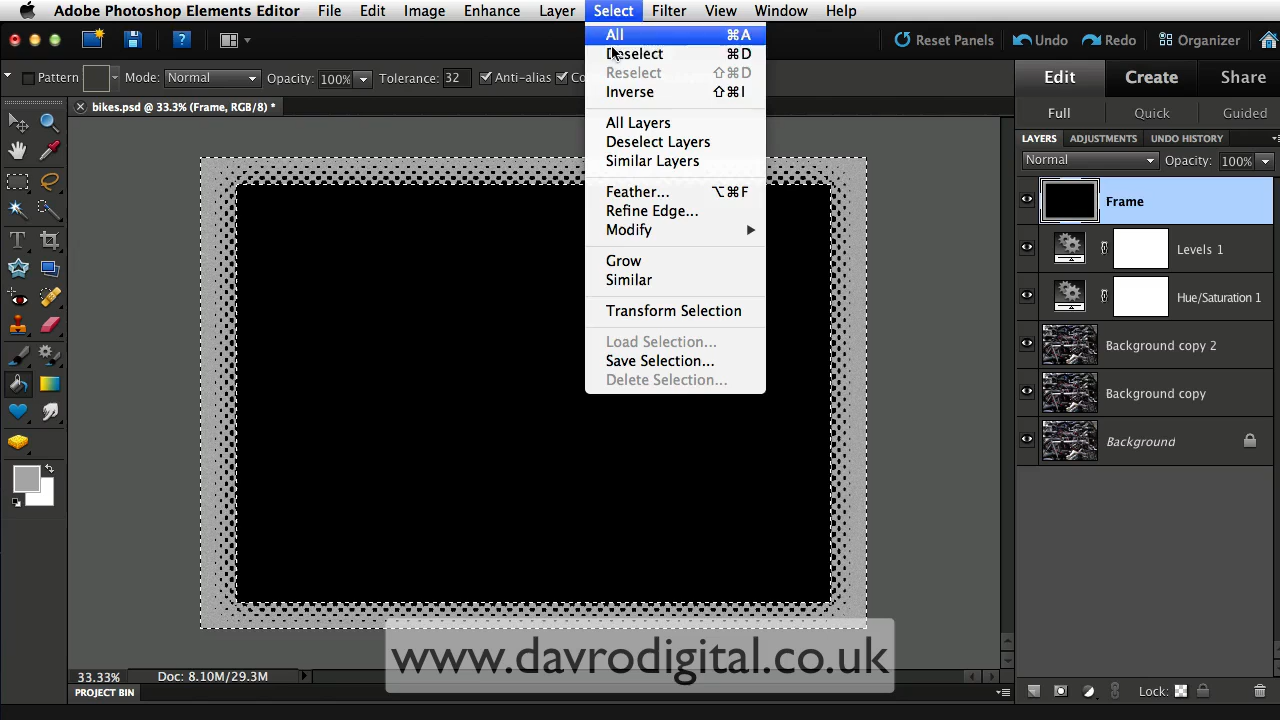 Adobe Photoshop Elements Editor File Edit Image Enhance Layer Select Filter View Window Help
Reset Panels Undo Redo Organizer
Pattern Mode: Normal Opacity: 100% Tolerance: 32 Anti-alias
Edit Create Share
bikes.psd @ 33.3% (Frame, RGB/8) *
Full Quick Guided
All ⌘A
Deselect ⌘D
Reselect ⇧⌘D
Inverse ⇧⌘I
All Layers
Deselect Layers
Similar Layers
Feather... ⌥⌘F
Refine Edge...
Modify
Grow
Similar
Transform Selection
Load Selection...
Save Selection...
Delete Selection...
LAYERS ADJUSTMENTS UNDO HISTORY
Normal Opacity: 100%
Frame
Levels 1
Hue/Saturation 1
Background copy 2
Background copy
Background
www.davrodigital.co.uk
33.33% Doc: 8.10M/29.3M
PROJECT BIN
Lock: